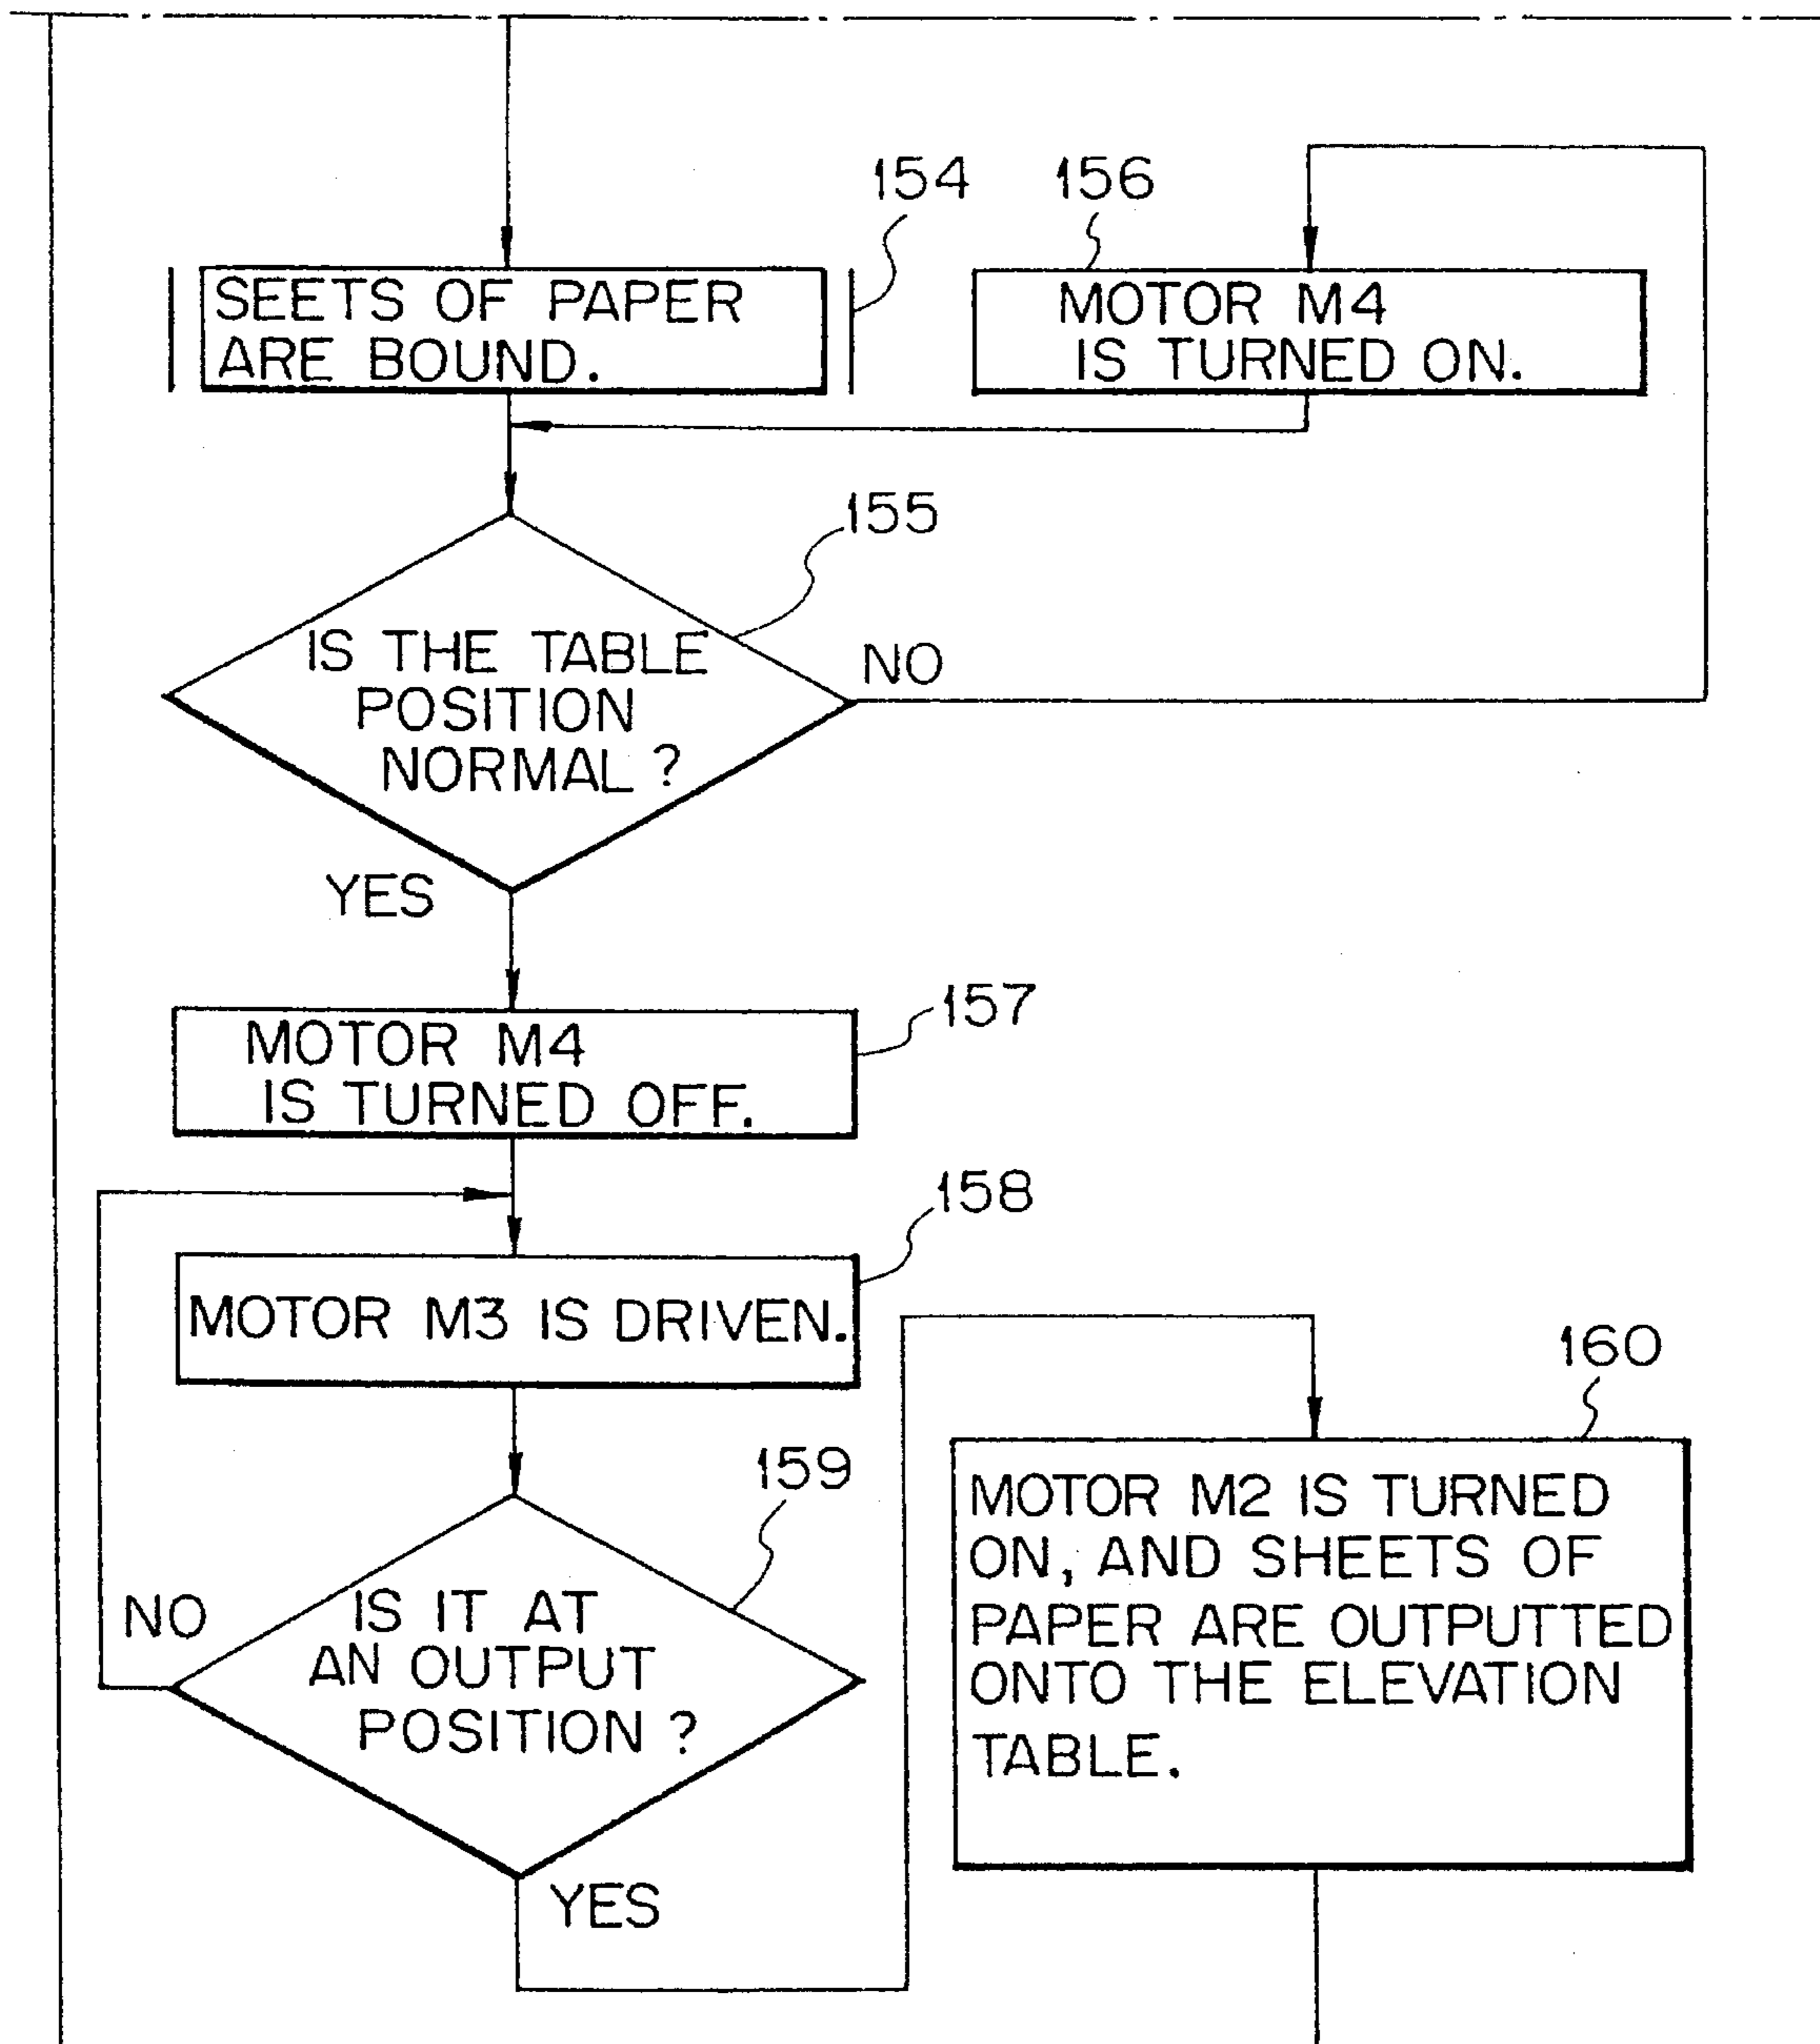 154
156
SEETS OF PAPER
ARE BOUND.
MOTOR M4
IS TURNED ON.
155
IS THE TABLE
POSITION
NORMAL ?
NO
YES
157
MOTOR M4
IS TURNED OFF.
158
MOTOR M3 IS DRIVEN.
159
160
IS IT AT
AN OUTPUT
POSITION ?
NO
YES
MOTOR M2 IS TURNED
ON, AND SHEETS OF
PAPER ARE OUTPUTTED
ONTO THE ELEVATION
TABLE.